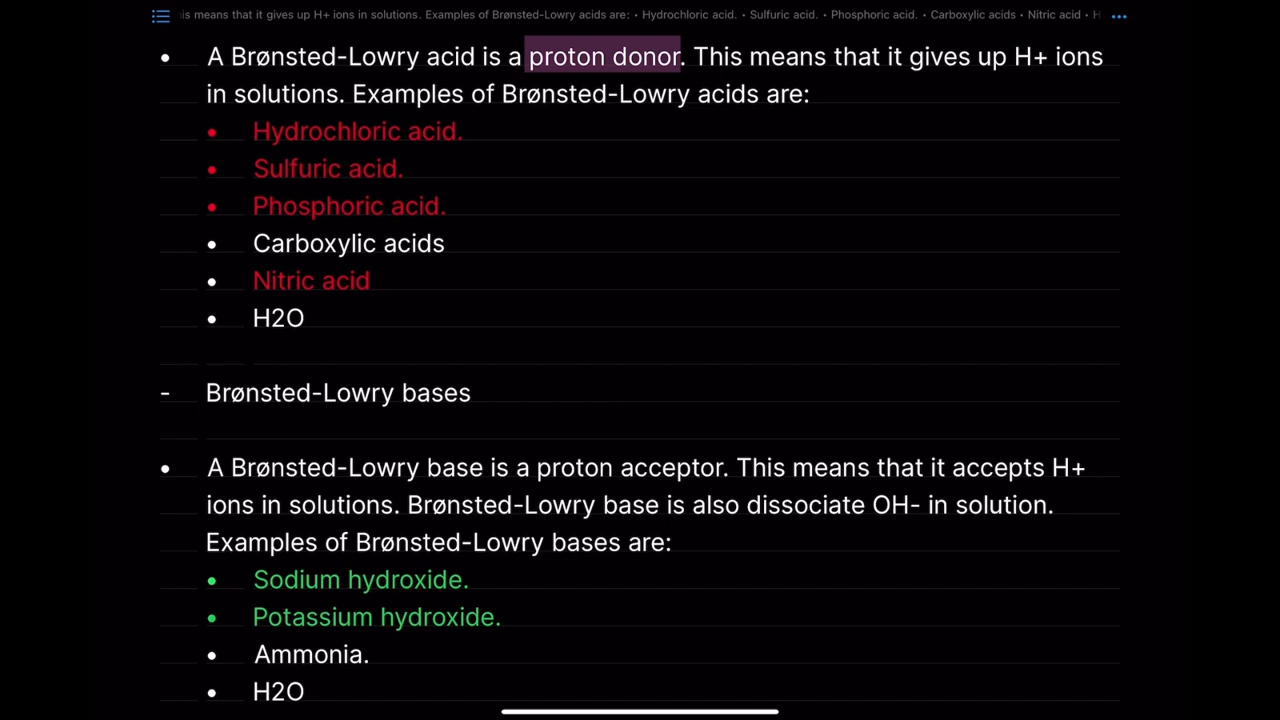 is means that it gives up H+ ions in solutions. Examples of Brønsted-Lowry acids are: • Hydrochloric acid. • Sulfuric acid. • Phosphoric acid. • Carboxylic acids • Nitric acid • H
• A Brønsted-Lowry acid is a proton donor. This means that it gives up H+ ions
in solutions. Examples of Brønsted-Lowry acids are:
• Hydrochloric acid.
• Sulfuric acid.
• Phosphoric acid.
• Carboxylic acids
• Nitric acid
• H2O
- Brønsted-Lowry bases
• A Brønsted-Lowry base is a proton acceptor. This means that it accepts H+
ions in solutions. Brønsted-Lowry base is also dissociate OH- in solution.
Examples of Brønsted-Lowry bases are:
• Sodium hydroxide.
• Potassium hydroxide.
• Ammonia.
• H2O